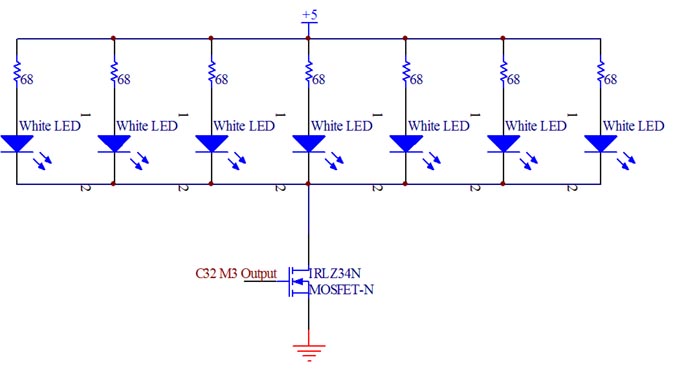 +5
68 68 68 68 68 68 68
White LED 1 White LED 1 White LED 1 White LED 1 White LED 1 White LED 1 White LED
2 2 2 2 2 2
C32 M3 Output IRLZ34N
MOSFET-N